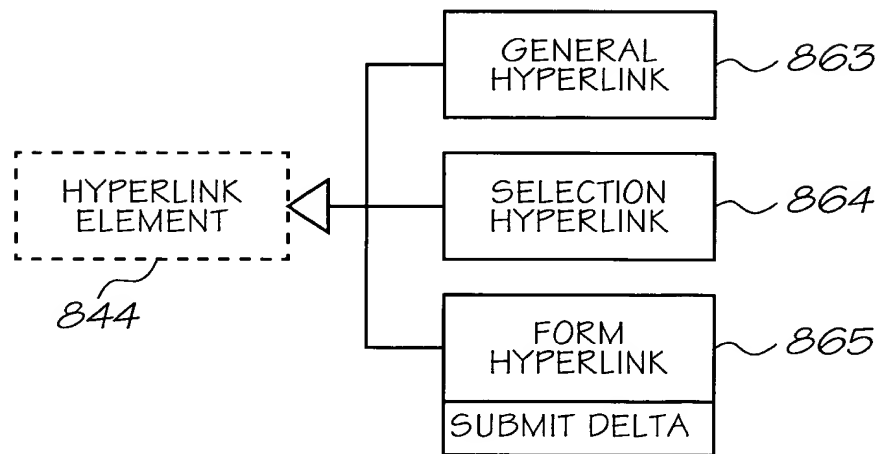 GENERAL
HYPERLINK
863
HYPERLINK
ELEMENT
844
SELECTION
HYPERLINK
864
FORM
HYPERLINK
865
SUBMIT DELTA